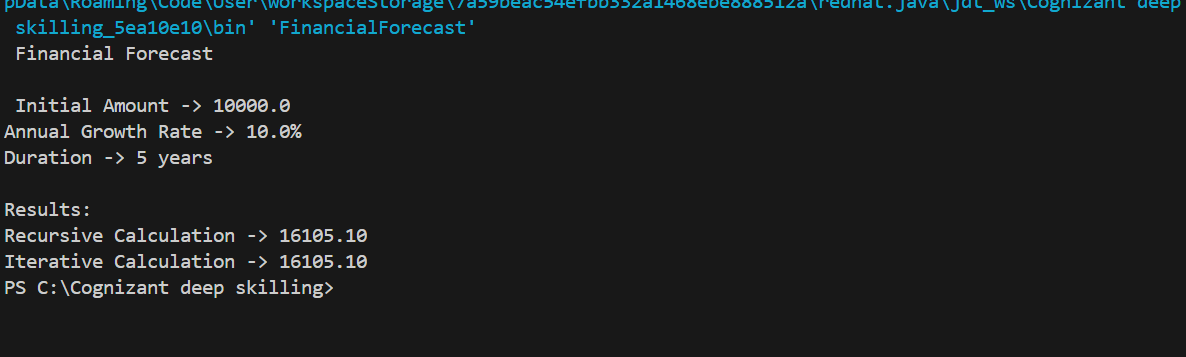 pData\Roaming\Code\User\workspaceStorage\7a59beac54efbb332a1468ebe888512a\redhat.java\jdt_ws\Cognizant deep
skilling_5ea10e10\bin' 'FinancialForecast'
Financial Forecast
Initial Amount -> 10000.0
Annual Growth Rate -> 10.0%
Duration -> 5 years
Results:
Recursive Calculation -> 16105.10
Iterative Calculation -> 16105.10
PS C:\Cognizant deep skilling>